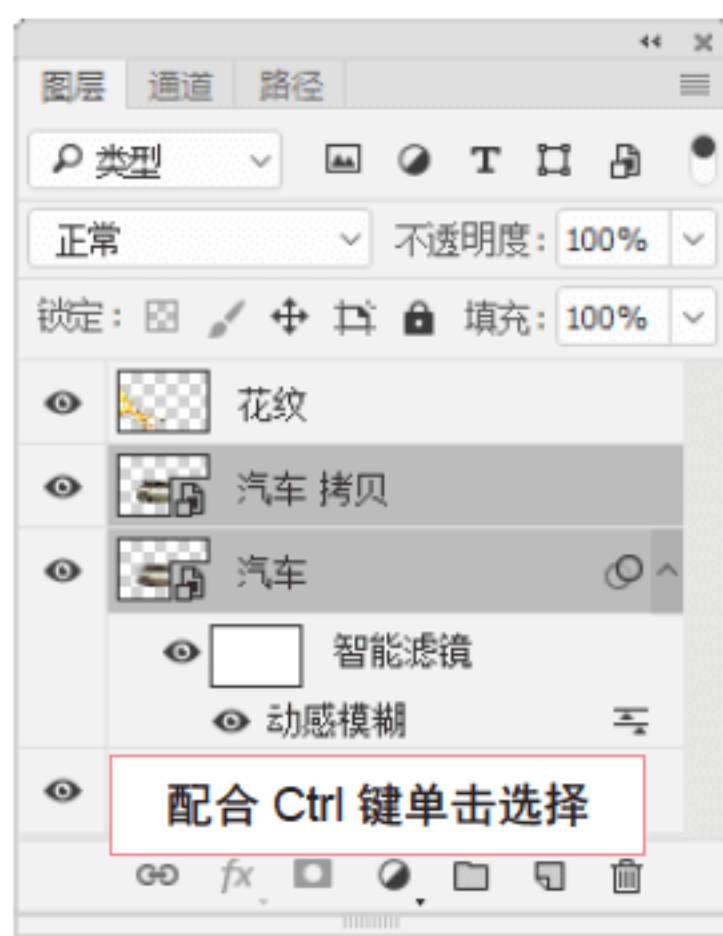 图层 通道 路径
类型
正常 不透明度: 100%
锁定: 填充: 100%
花纹
汽车 拷贝
汽车
智能滤镜
动感模糊
配合 Ctrl 键单击选择
fx